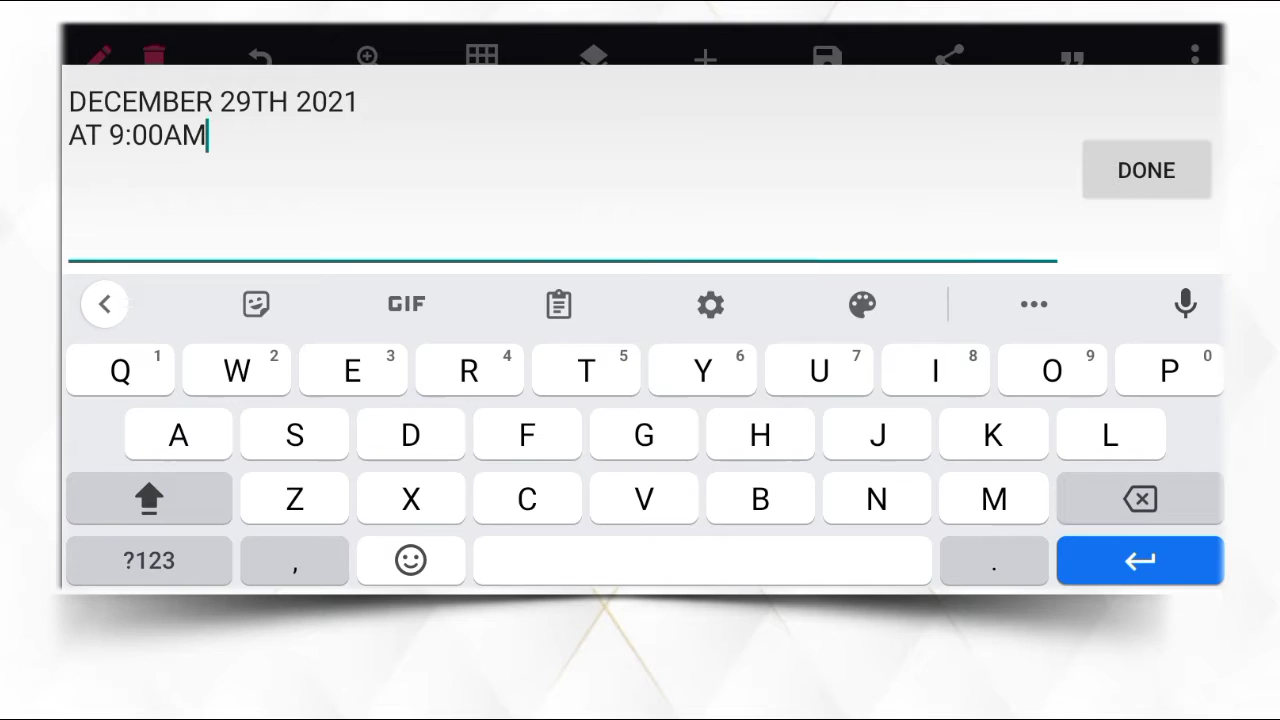 DECEMBER 29TH 2021
AT 9:00AM
DONE
GIF
Q 1 W 2 E 3 R 4 T 5 Y 6 U 7 I 8 O 9 P 0
A S D F G H J K L
Z X C V B N M
?123 , .